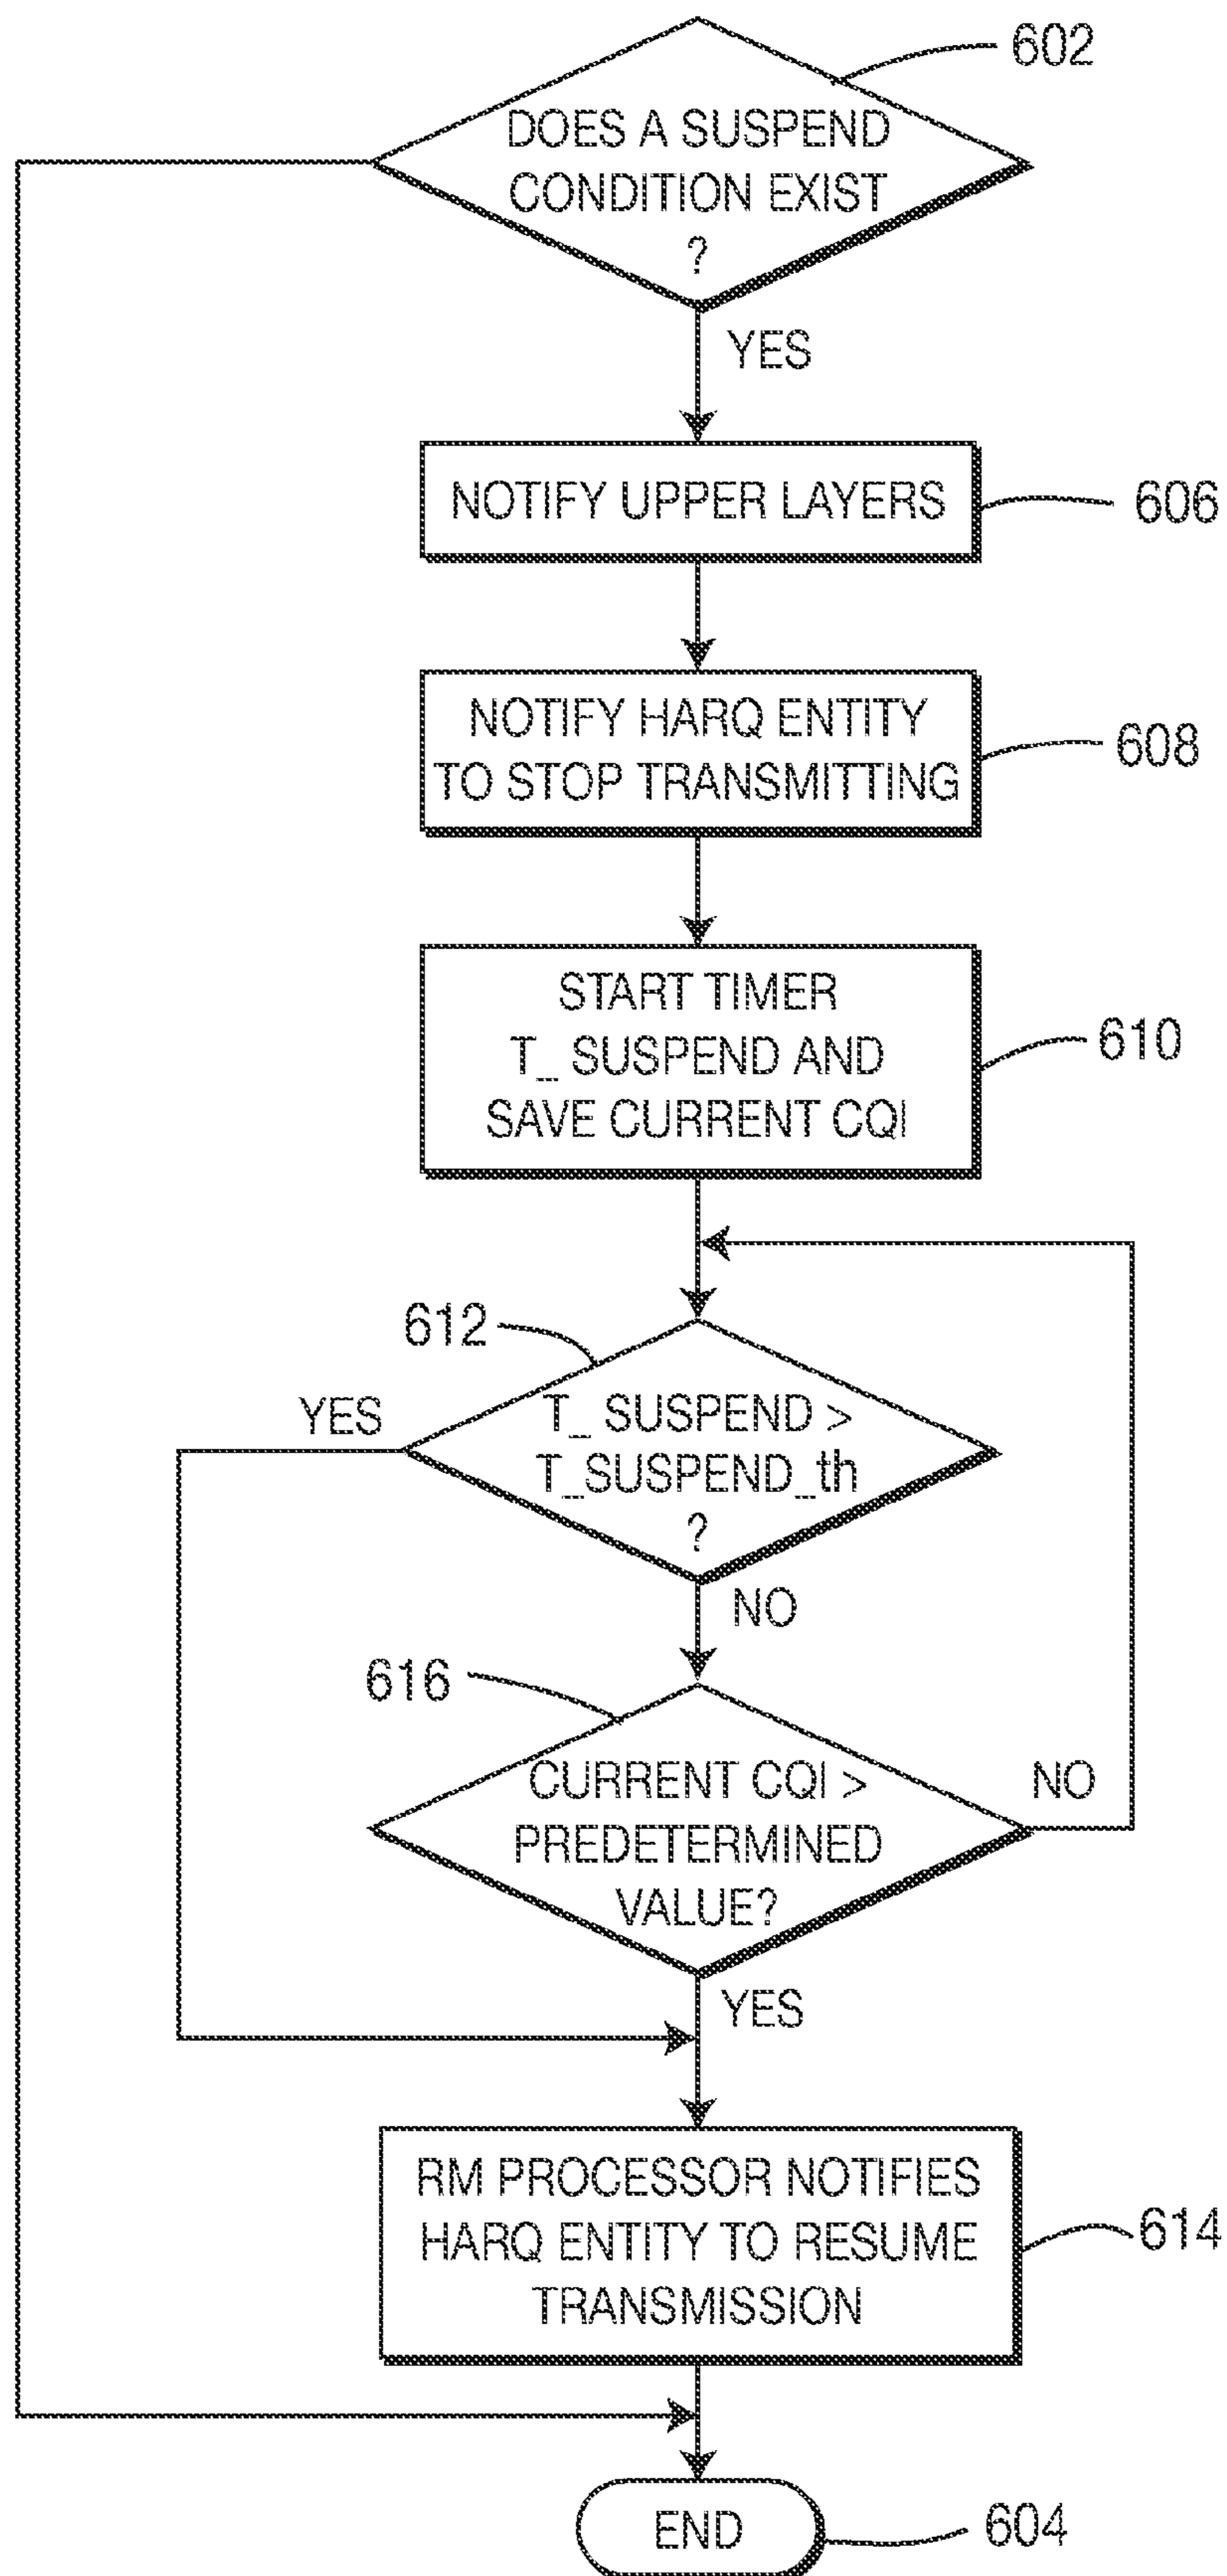 602
DOES A SUSPEND
CONDITION EXIST
?
YES
NOTIFY UPPER LAYERS
606
NOTIFY HARQ ENTITY
TO STOP TRANSMITTING
608
START TIMER
T_ SUSPEND AND
SAVE CURRENT CQI
610
612
YES
T_ SUSPEND >
T_SUSPEND_th
?
NO
616
CURRENT CQI >
PREDETERMINED
VALUE?
NO
YES
RM PROCESSOR NOTIFIES
HARQ ENTITY TO RESUME
TRANSMISSION
614
END
604